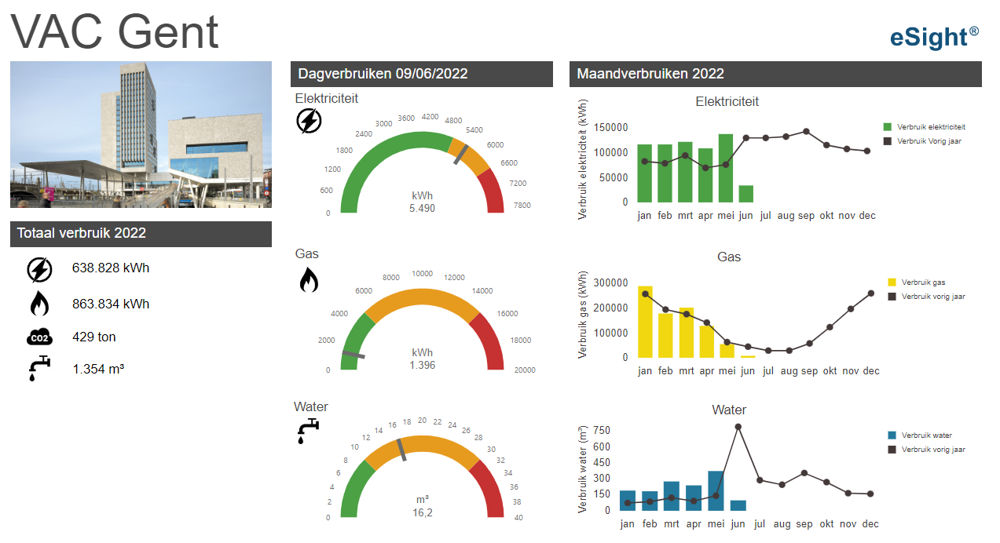 VAC Gent
eSight®
Totaal verbruik 2022
638.828 kWh
863.834 kWh
CO2
429 ton
1.354 m³
Dagverbruiken 09/06/2022
Elektriciteit
0
600
1200
1800
2400
3000
3600
4200
4800
5400
6000
6600
7200
7800
kWh
5.490
Gas
0
2000
4000
6000
8000
10000
12000
14000
16000
18000
20000
kWh
1.396
Water
0
2
4
6
8
10
12
14
16
18
20
22
24
26
28
30
32
34
36
38
40
m³
16,2
Maandverbruiken 2022
Elektriciteit
Verbruik elektriciteit (kWh)
150000
100000
50000
0
jan feb mrt apr mei jun jul aug sep okt nov dec
Verbruik elektriciteit
Verbruik Vorig jaar
Gas
Verbruik gas (kWh)
300000
200000
100000
0
jan feb mrt apr mei jun jul aug sep okt nov dec
Verbruik gas
Verbruik vorig jaar
Water
Verbruik water (m³)
750
600
450
300
150
0
jan feb mrt apr mei jun jul aug sep okt nov dec
Verbruik water
Verbruik vorig jaar